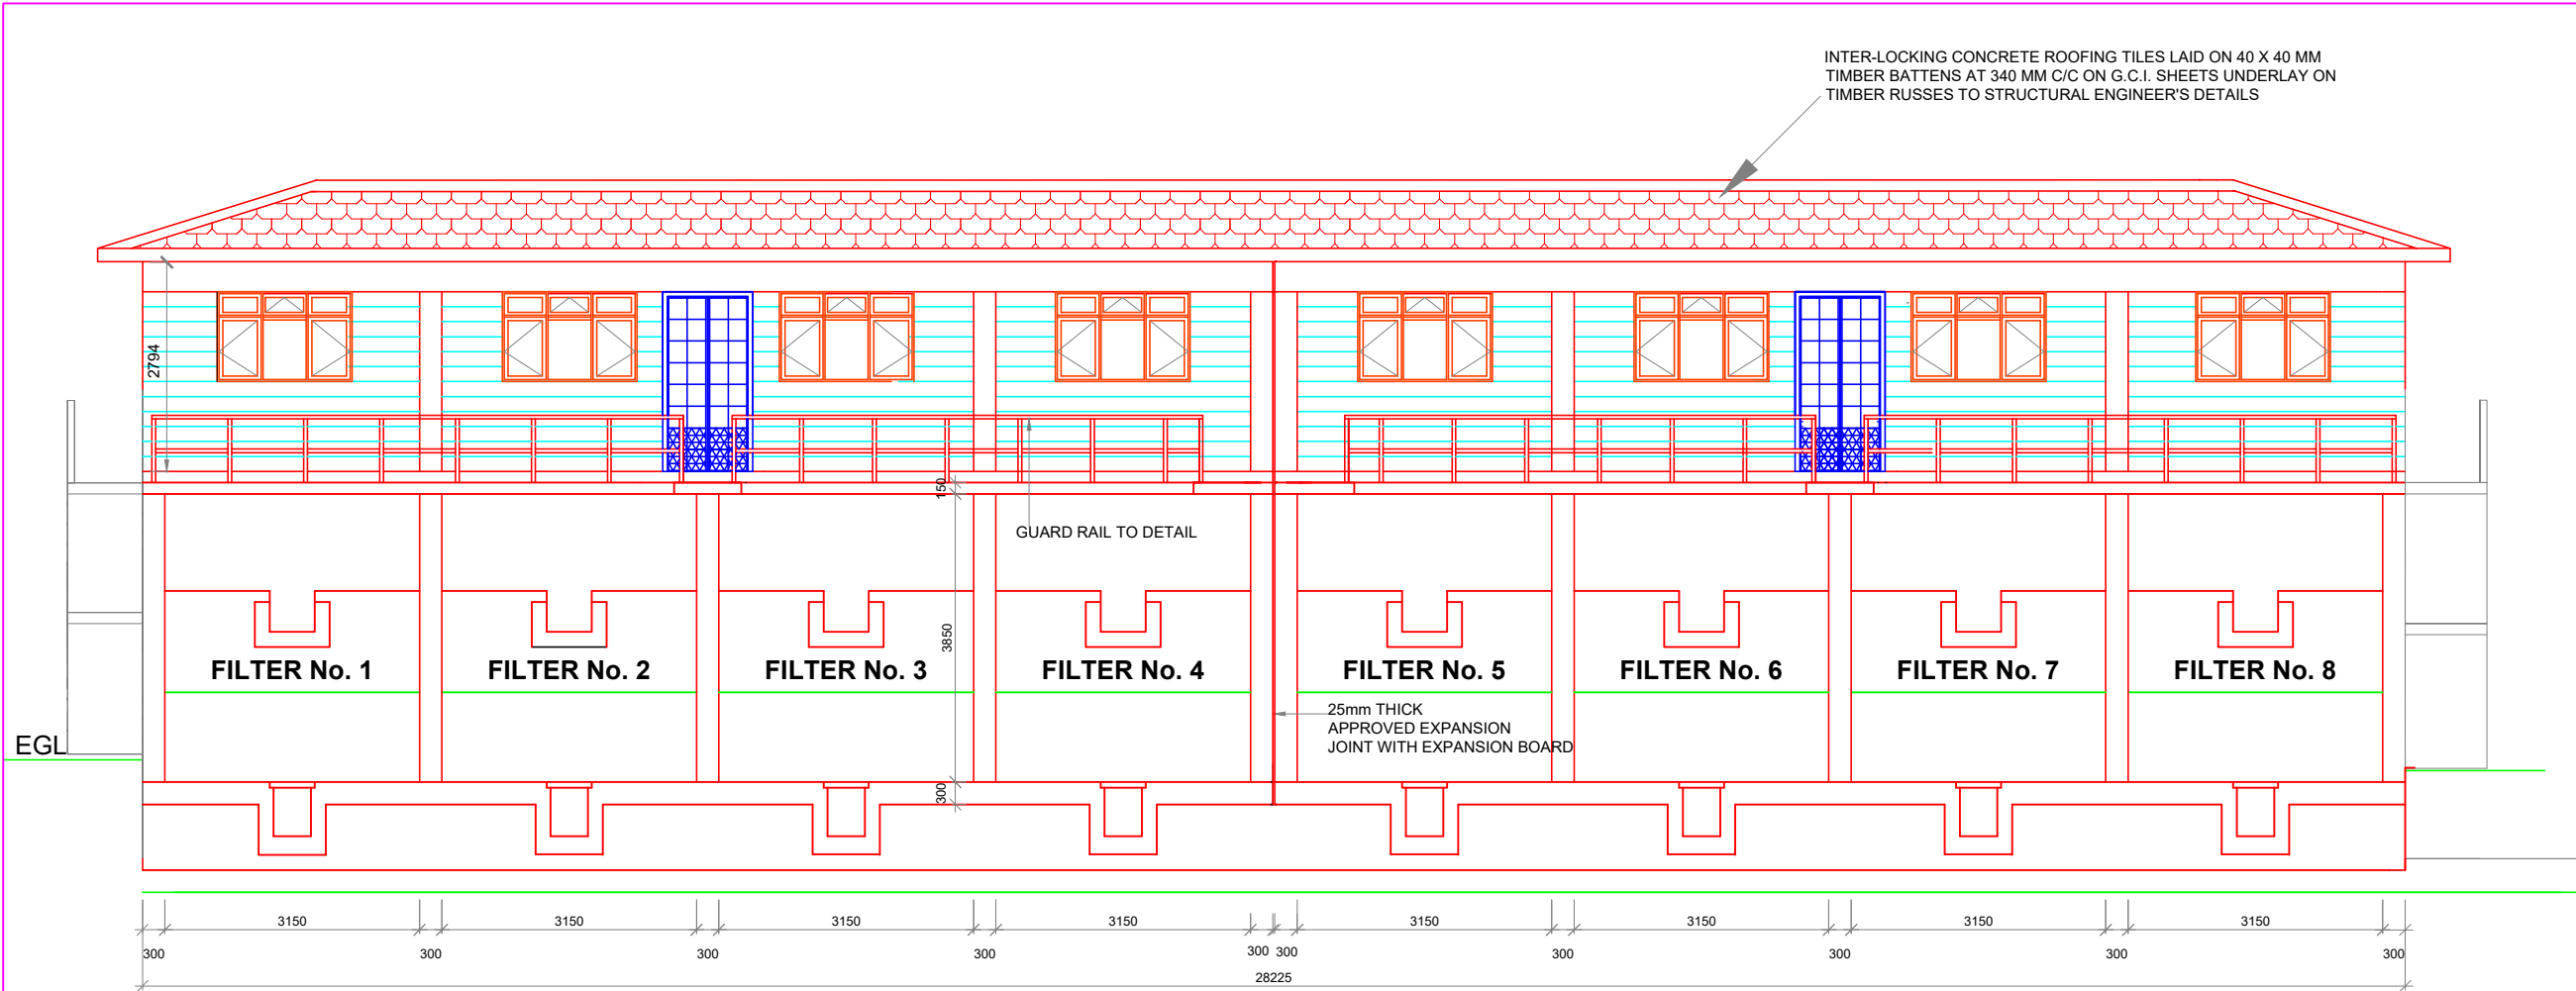 INTER-LOCKING CONCRETE ROOFING TILES LAID ON 40 X 40 MM
TIMBER BATTENS AT 340 MM C/C ON G.C.I. SHEETS UNDERLAY ON
TIMBER RUSSES TO STRUCTURAL ENGINEER'S DETAILS
2794
150
GUARD RAIL TO DETAIL
3850
FILTER No. 1
FILTER No. 2
FILTER No. 3
FILTER No. 4
FILTER No. 5
FILTER No. 6
FILTER No. 7
FILTER No. 8
25mm THICK
APPROVED EXPANSION
JOINT WITH EXPANSION BOARD
EGL
300
3150
3150
3150
3150
3150
3150
3150
3150
300
300
300
300
300
300
300
300
300
300
28225